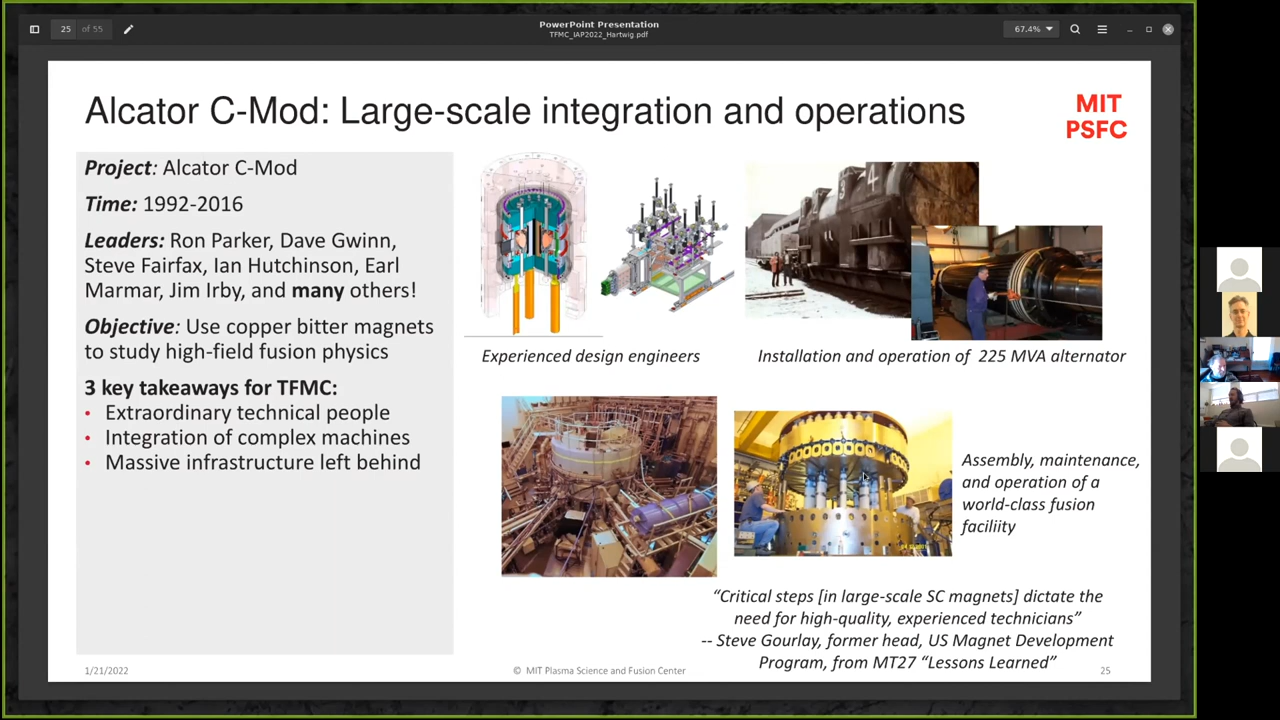 25
of 55
PowerPoint Presentation
TFMC_IAP2022_Hartwig.pdf
67.4%
Alcator C-Mod: Large-scale integration and operations
MIT
PSFC
Project: Alcator C-Mod
Time: 1992-2016
Leaders: Ron Parker, Dave Gwinn,
Steve Fairfax, Ian Hutchinson, Earl
Marmar, Jim Irby, and many others!
Objective: Use copper bitter magnets
to study high-field fusion physics
3 key takeaways for TFMC:
• Extraordinary technical people
• Integration of complex machines
• Massive infrastructure left behind
Experienced design engineers
3 4
Installation and operation of 225 MVA alternator
Assembly, maintenance,
and operation of a
world-class fusion
faciliity
“Critical steps [in large-scale SC magnets] dictate the
need for high-quality, experienced technicians”
-- Steve Gourlay, former head, US Magnet Development
Program, from MT27 “Lessons Learned”
1/21/2022
© MIT Plasma Science and Fusion Center
25